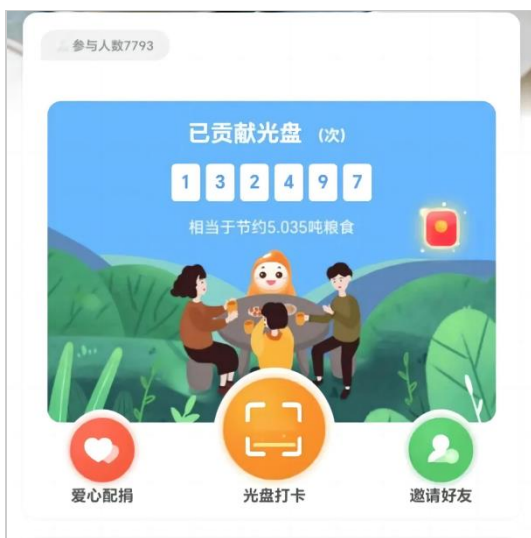 参与人数7793
已贡献光盘 (次)
132497
相当于节约5.035吨粮食
爱心配捐
光盘打卡
邀请好友